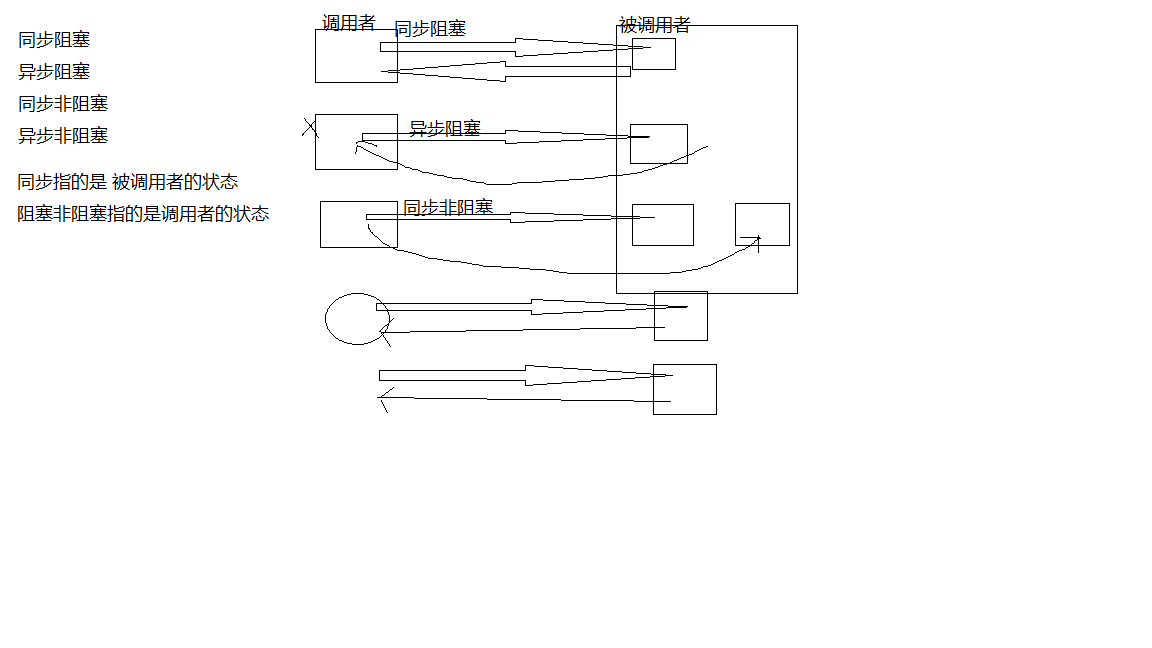 同步阻塞
异步阻塞
同步非阻塞
异步非阻塞
同步指的是 被调用者的状态
阻塞非阻塞指的是调用者的状态
调用者
同步阻塞
被调用者
异步阻塞
同步非阻塞